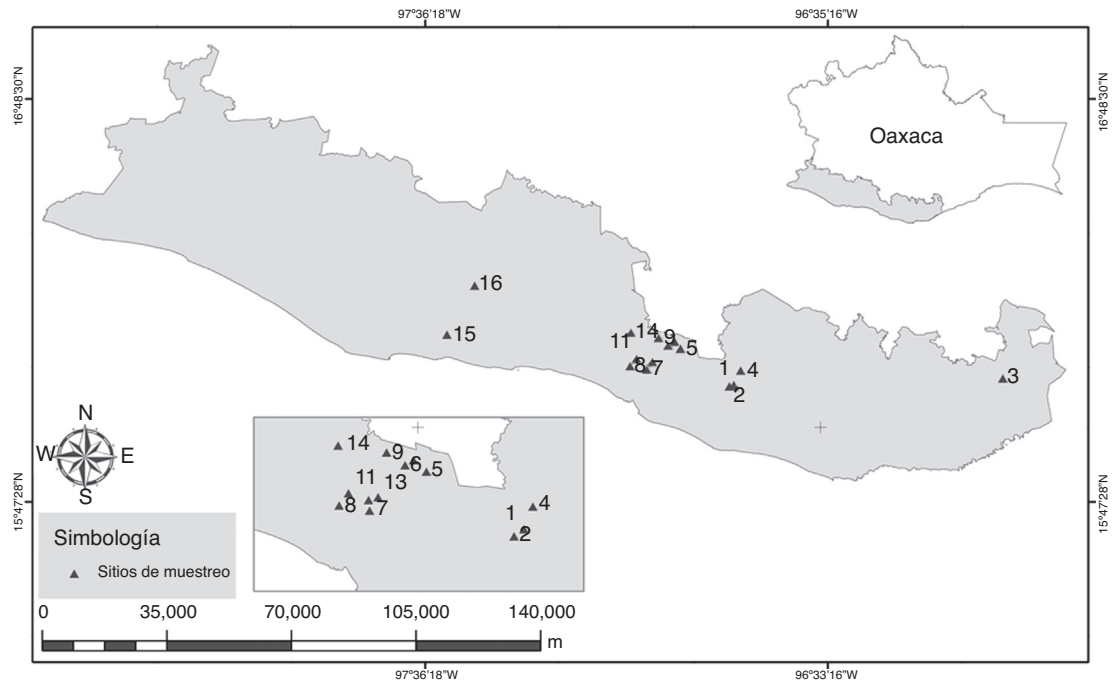 97°36'18"W
96°35'16"W
16°48'30"N
16°48'30"N
Oaxaca
16
15
14
9
11
5
8
7
1
4
2
3
N
W
E
S
14
9
6
5
11
13
8
7
1
4
2
15°47'28"N
15°47'28"N
Simbología
Sitios de muestreo
0
35,000
70,000
105,000
140,000
m
97°36'18"W
96°33'16"W